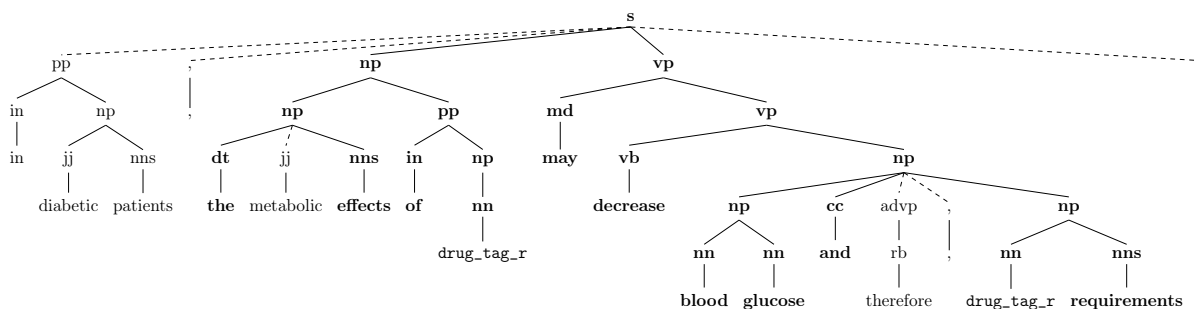 s
pp , np vp
in np , np pp md vp
in jj nns dt jj nns in np may vb np
diabetic patients the metabolic effects of nn decrease np cc advp , np
drug_tag_r nn nn and rb , nn nns
blood glucose therefore drug_tag_r requirements